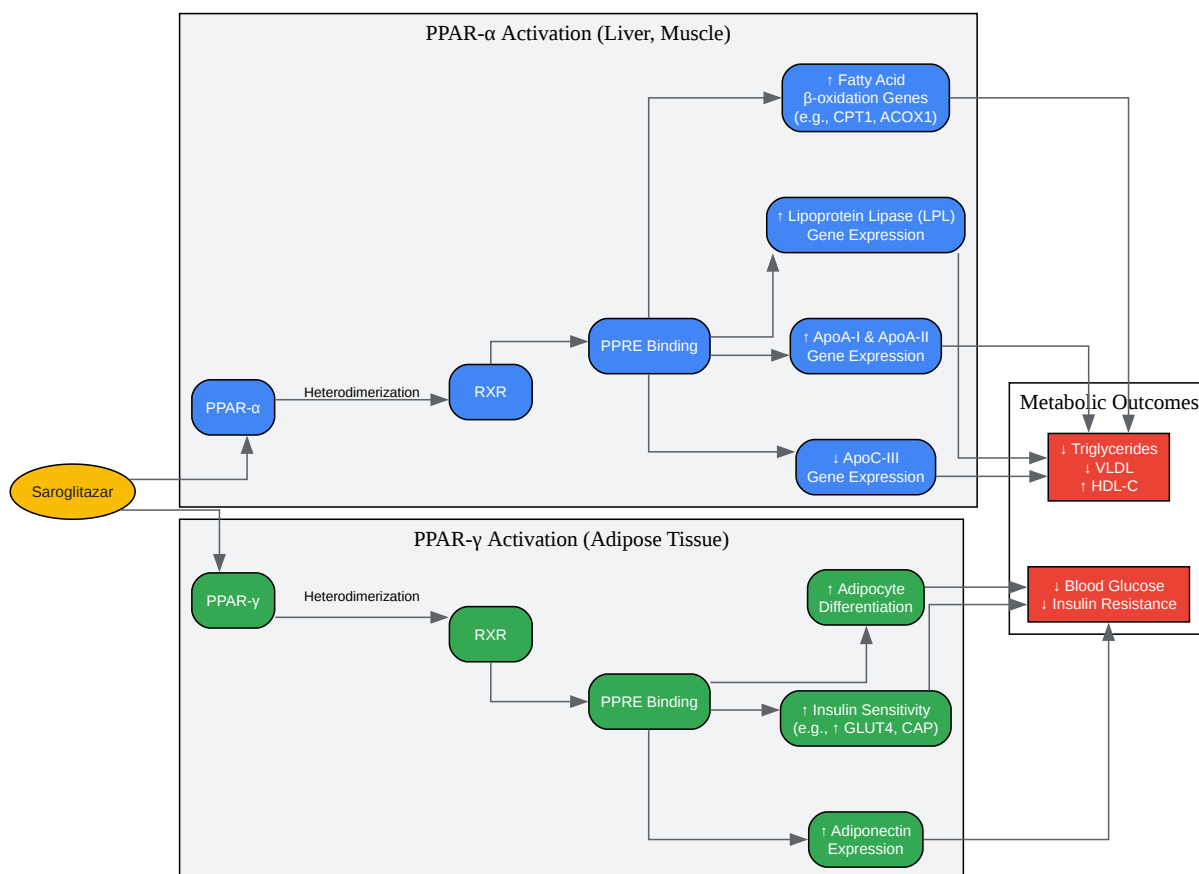 PPAR-α Activation (Liver, Muscle)
↑ Fatty Acid
β-oxidation Genes
(e.g., CPT1, ACOX1)
↑ Lipoprotein Lipase (LPL)
Gene Expression
PPRE Binding
↑ ApoA-I & ApoA-II
Gene Expression
PPAR-α
Heterodimerization
RXR
↓ ApoC-III
Gene Expression
Saroglitazar
Metabolic Outcomes
↓ Triglycerides
↓ VLDL
↑ HDL-C
↓ Blood Glucose
↓ Insulin Resistance
PPAR-γ Activation (Adipose Tissue)
PPAR-γ
Heterodimerization
RXR
PPRE Binding
↑ Adipocyte
Differentiation
↑ Insulin Sensitivity
(e.g., ↑ GLUT4, CAP)
↑ Adiponectin
Expression